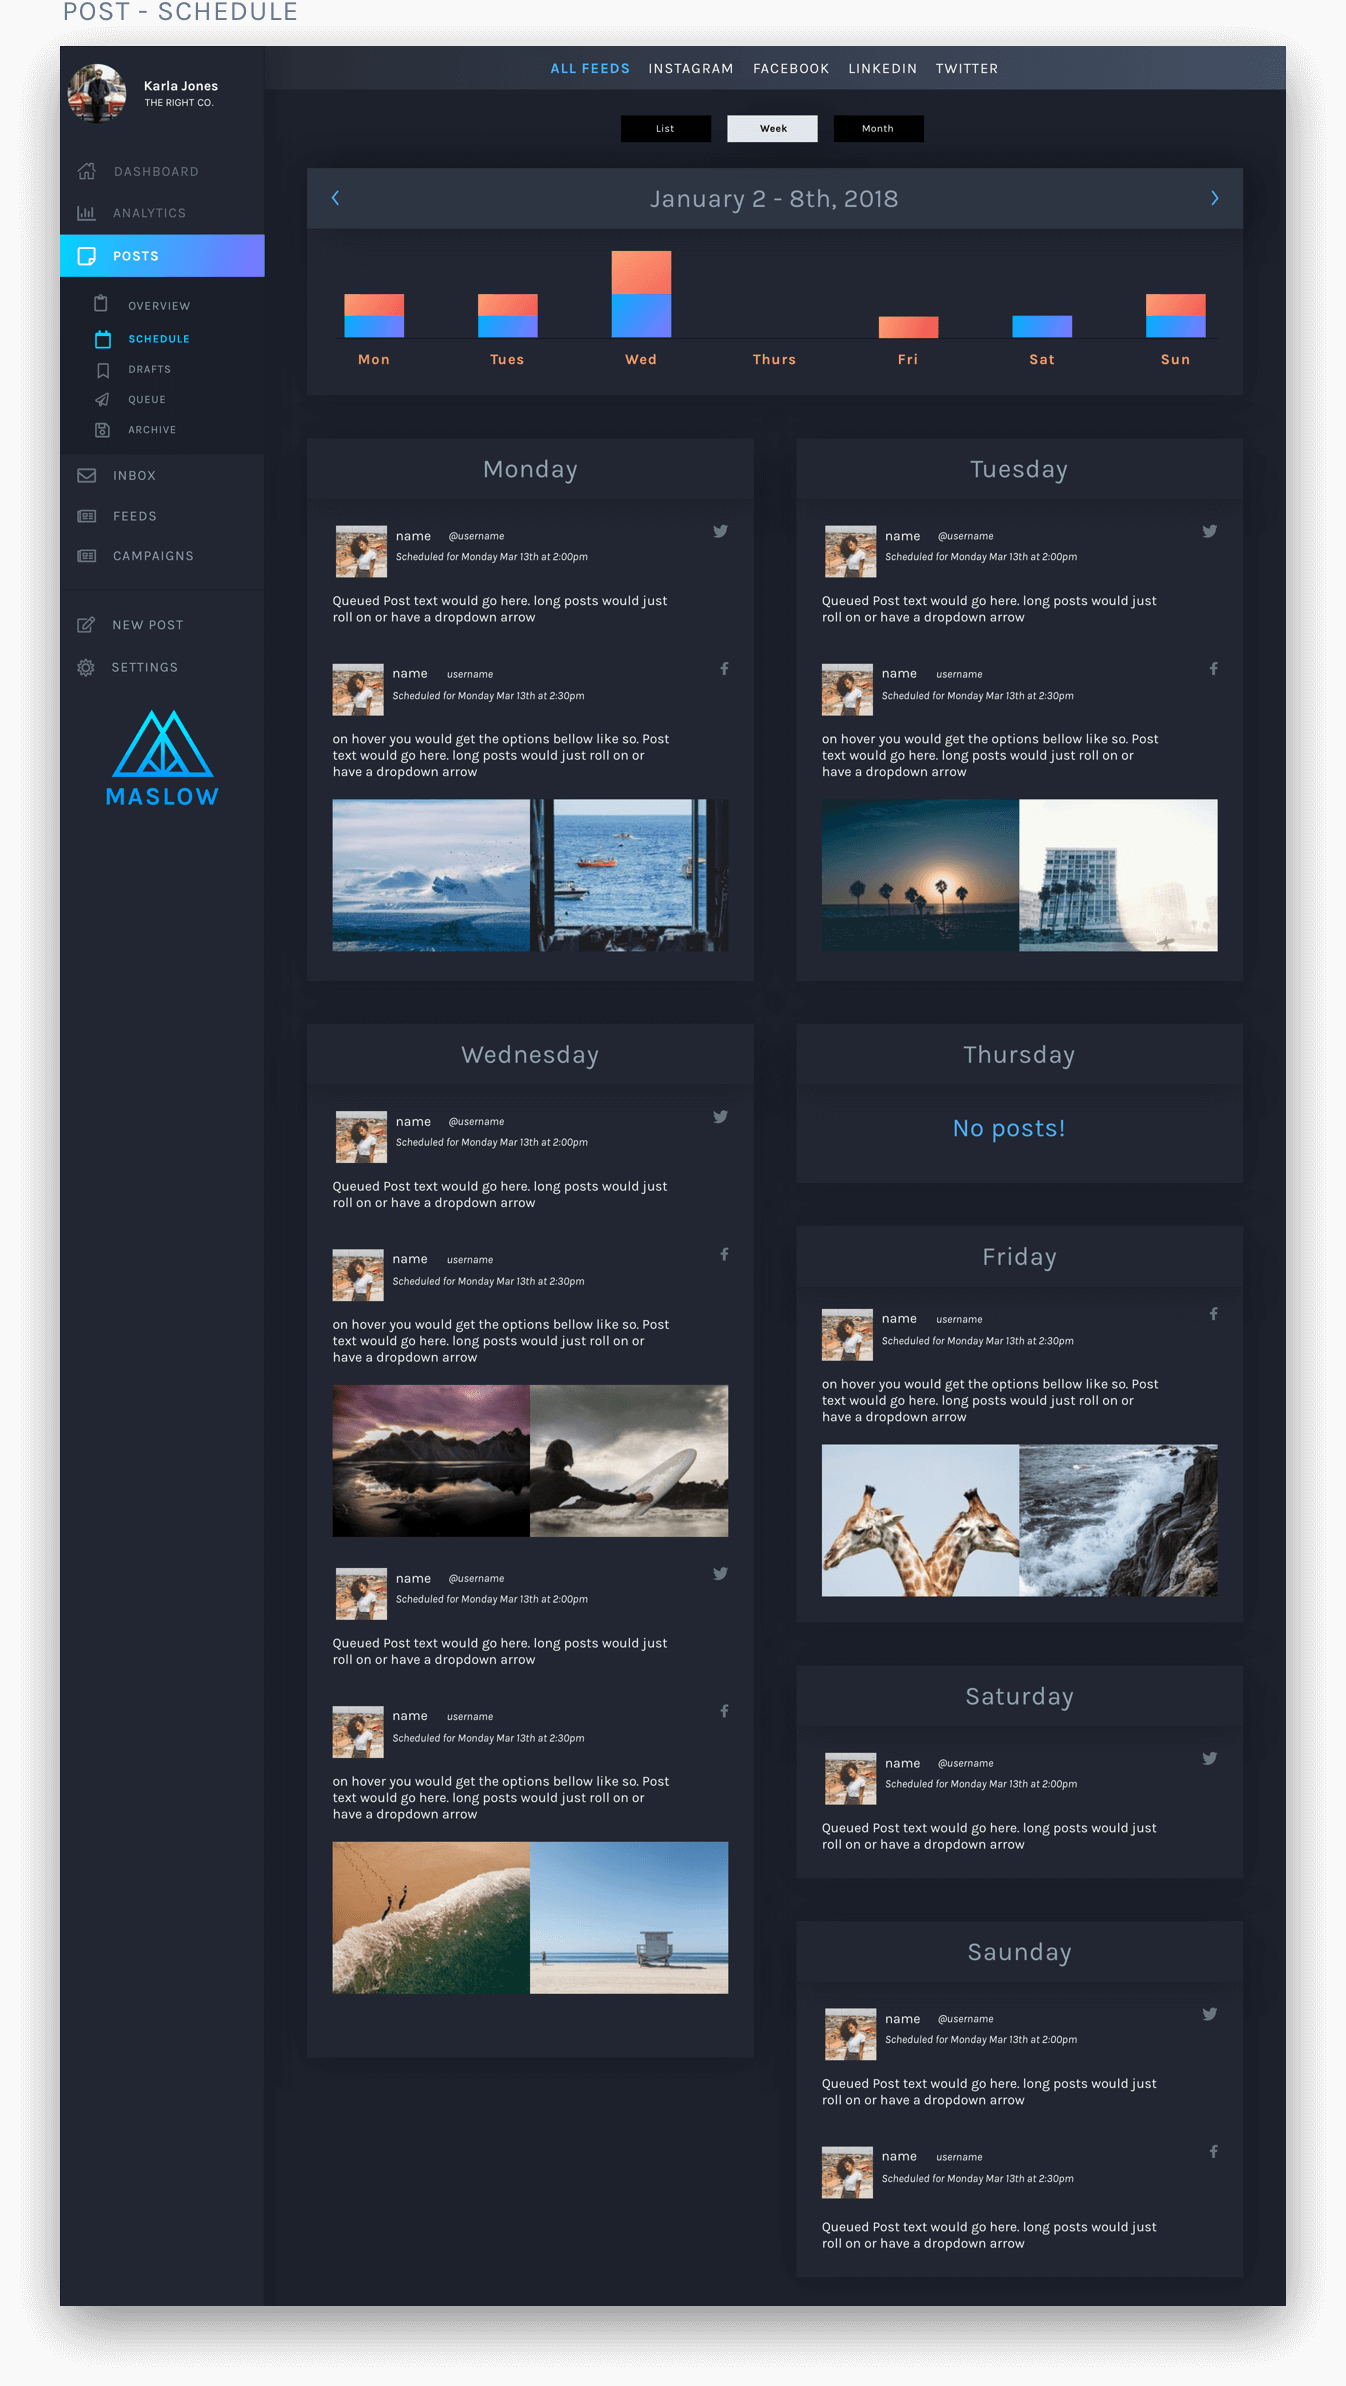 POST - SCHEDULE
Karla Jones
THE RIGHT CO.
DASHBOARD
ANALYTICS
POSTS
OVERVIEW
SCHEDULE
DRAFTS
QUEUE
ARCHIVE
INBOX
FEEDS
CAMPAIGNS
NEW POST
SETTINGS
MASLOW
ALL FEEDS INSTAGRAM FACEBOOK LINKEDIN TWITTER
List Week Month
January 2 - 8th, 2018
Mon Tues Wed Thurs Fri Sat Sun
Monday
name @username
Scheduled for Monday Mar 13th at 2:00pm
Queued Post text would go here. long posts would just
roll on or have a dropdown arrow
name username
Scheduled for Monday Mar 13th at 2:30pm
on hover you would get the options bellow like so. Post
text would go here. long posts would just roll on or
have a dropdown arrow
Tuesday
name @username
Scheduled for Monday Mar 13th at 2:00pm
Queued Post text would go here. long posts would just
roll on or have a dropdown arrow
name username
Scheduled for Monday Mar 13th at 2:30pm
on hover you would get the options bellow like so. Post
text would go here. long posts would just roll on or
have a dropdown arrow
Wednesday
name @username
Scheduled for Monday Mar 13th at 2:00pm
Queued Post text would go here. long posts would just
roll on or have a dropdown arrow
name username
Scheduled for Monday Mar 13th at 2:30pm
on hover you would get the options bellow like so. Post
text would go here. long posts would just roll on or
have a dropdown arrow
name @username
Scheduled for Monday Mar 13th at 2:00pm
Queued Post text would go here. long posts would just
roll on or have a dropdown arrow
name username
Scheduled for Monday Mar 13th at 2:30pm
on hover you would get the options bellow like so. Post
text would go here. long posts would just roll on or
have a dropdown arrow
Thursday
No posts!
Friday
name username
Scheduled for Monday Mar 13th at 2:30pm
on hover you would get the options bellow like so. Post
text would go here. long posts would just roll on or
have a dropdown arrow
Saturday
name @username
Scheduled for Monday Mar 13th at 2:00pm
Queued Post text would go here. long posts would just
roll on or have a dropdown arrow
Saunday
name @username
Scheduled for Monday Mar 13th at 2:00pm
Queued Post text would go here. long posts would just
roll on or have a dropdown arrow
name username
Scheduled for Monday Mar 13th at 2:30pm
Queued Post text would go here. long posts would just
roll on or have a dropdown arrow